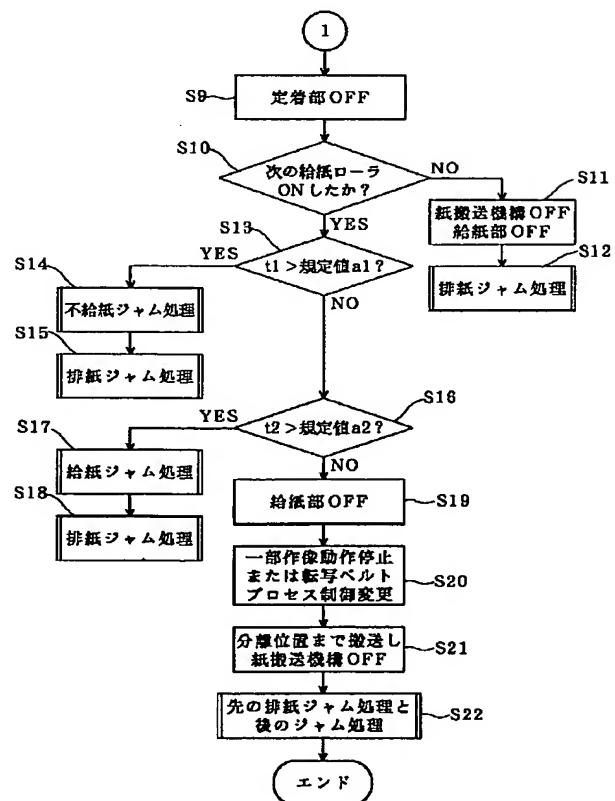 1
S9
定着部OFF
S10
次の給紙ローラ
ONしたか？
NO
S11
紙搬送機構OFF
給紙部OFF
S12
排紙ジャム処理
YES
S13
t1＞規定値a1？
YES
NO
S14
不給紙ジャム処理
S15
排紙ジャム処理
S16
t2＞規定値a2？
YES
NO
S17
給紙ジャム処理
S18
排紙ジャム処理
給紙部OFF
S19
一部作像動作停止
または転写ベルト
プロセス制御変更
S20
分離位置まで搬送し
紙搬送機構OFF
S21
先の排紙ジャム処理と
後のジャム処理
S22
エンド